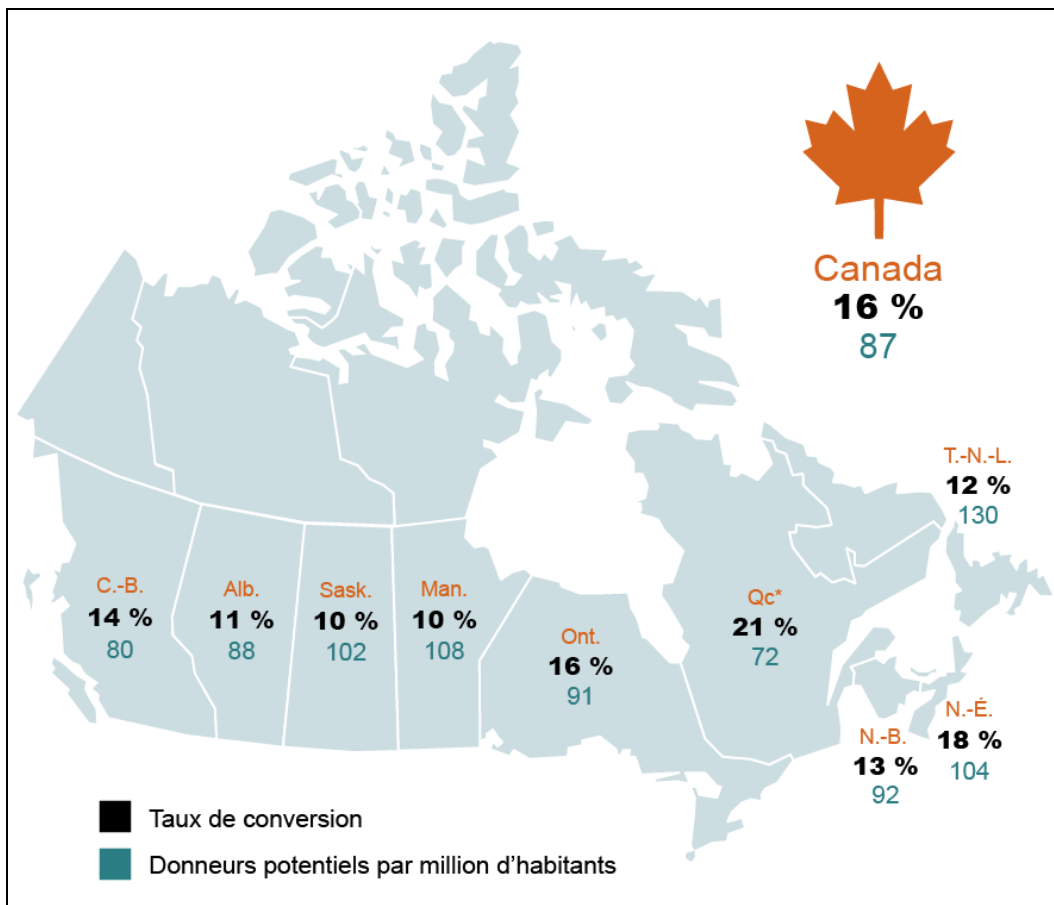 Canada
16 %
87
T.-N.-L.
12 %
130
C.-B.
14 %
80
Alb.
11 %
88
Sask.
10 %
102
Man.
10 %
108
Ont.
16 %
91
Qc*
21 %
72
N.-B.
13 %
92
N.-É.
18 %
104
Taux de conversion
Donneurs potentiels par million d’habitants